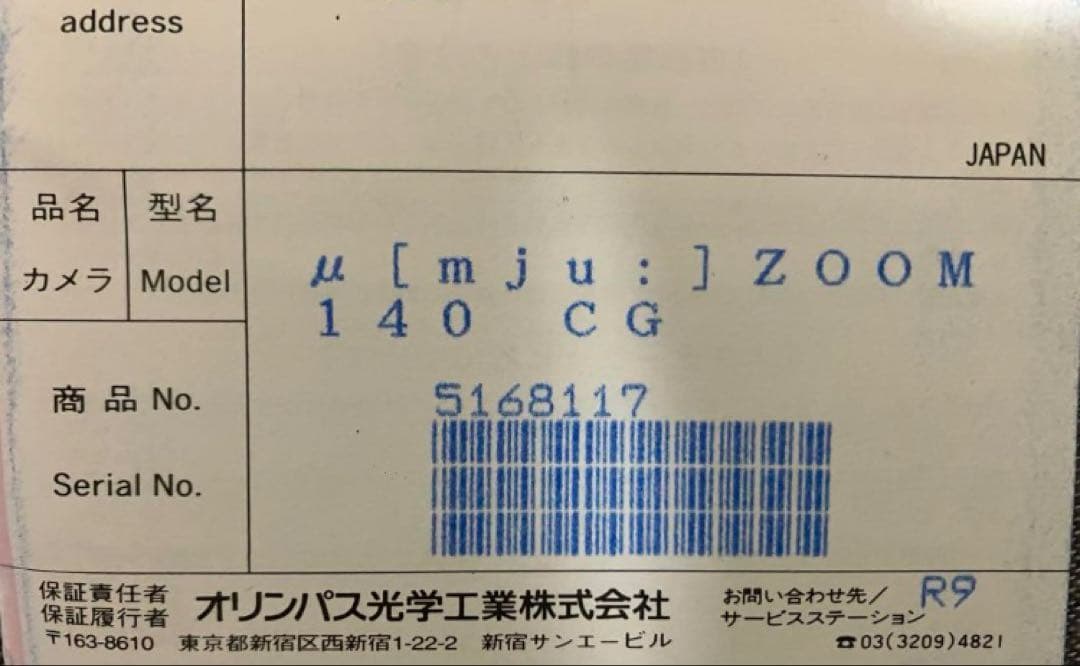 address
JAPAN
品名 型名
カメラ Model
μ[mju:]ZOOM
140 CG
商品 No.
5168117
Serial No.
保証責任者
保証履行者
オリンパス光学工業株式会社
お問い合わせ先／
サービスステーション
R9
〒163-8610 東京都新宿区西新宿1-22-2 新宿サンエービル
☎03(3209)4821